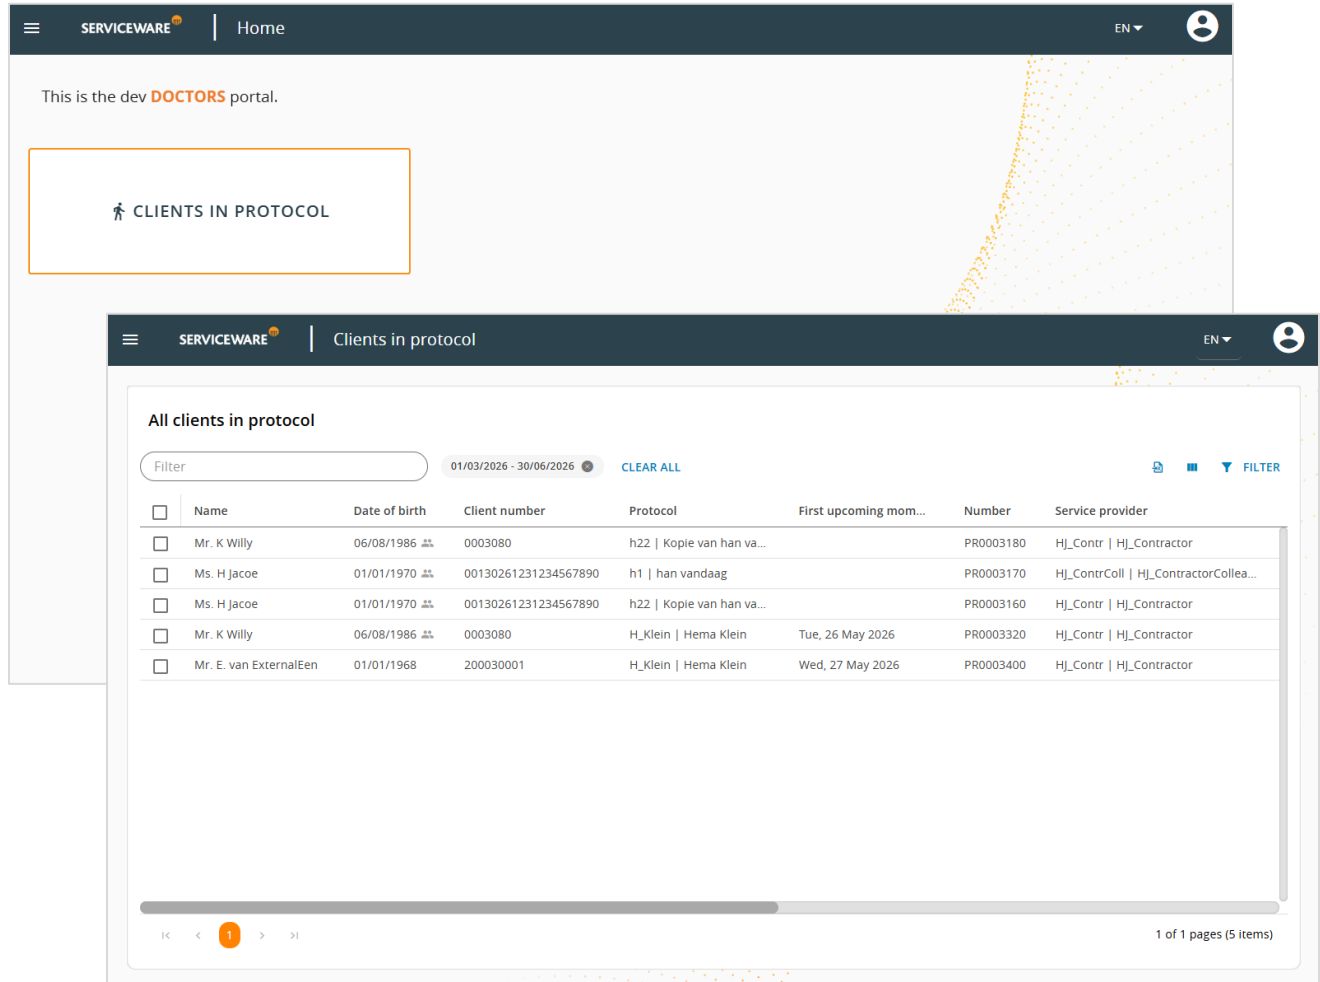 SERVICEWARE Home EN
This is the dev DOCTORS portal.
CLIENTS IN PROTOCOL
SERVICEWARE Clients in protocol EN
All clients in protocol
Filter 01/03/2026 - 30/06/2026 CLEAR ALL FILTER
Name Date of birth Client number Protocol First upcoming mom... Number Service provider
Mr. K Willy 06/08/1986 0003080 h22 | Kopie van han va... PR0003180 HJ_Contr | HJ_Contractor
Ms. H Jacoe 01/01/1970 00130261231234567890 h1 | han vandaag PR0003170 HJ_ContrColl | HJ_ContractorCollea...
Ms. H Jacoe 01/01/1970 00130261231234567890 h22 | Kopie van han va... PR0003160 HJ_Contr | HJ_Contractor
Mr. K Willy 06/08/1986 0003080 H_Klein | Hema Klein Tue, 26 May 2026 PR0003320 HJ_Contr | HJ_Contractor
Mr. E. van ExternalEen 01/01/1968 200030001 H_Klein | Hema Klein Wed, 27 May 2026 PR0003400 HJ_Contr | HJ_Contractor
1 1 of 1 pages (5 items)